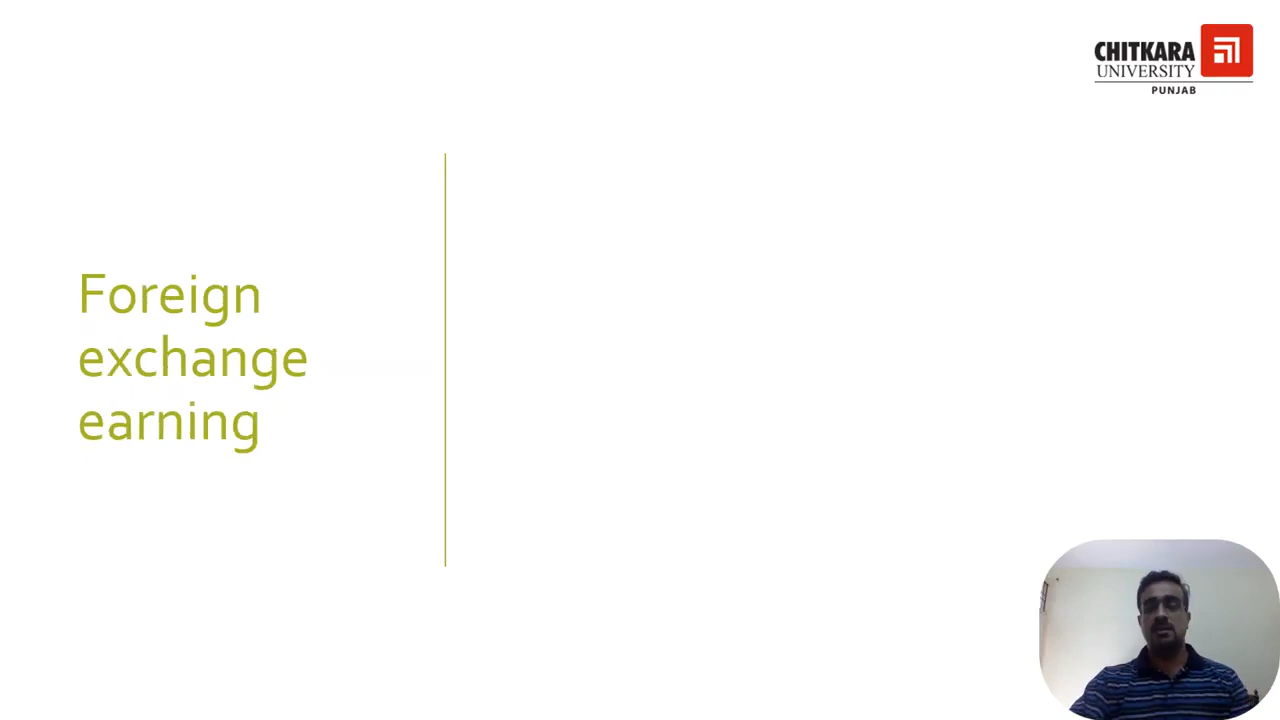 CHITKARA
UNIVERSITY
PUNJAB
Foreign
exchange
earning